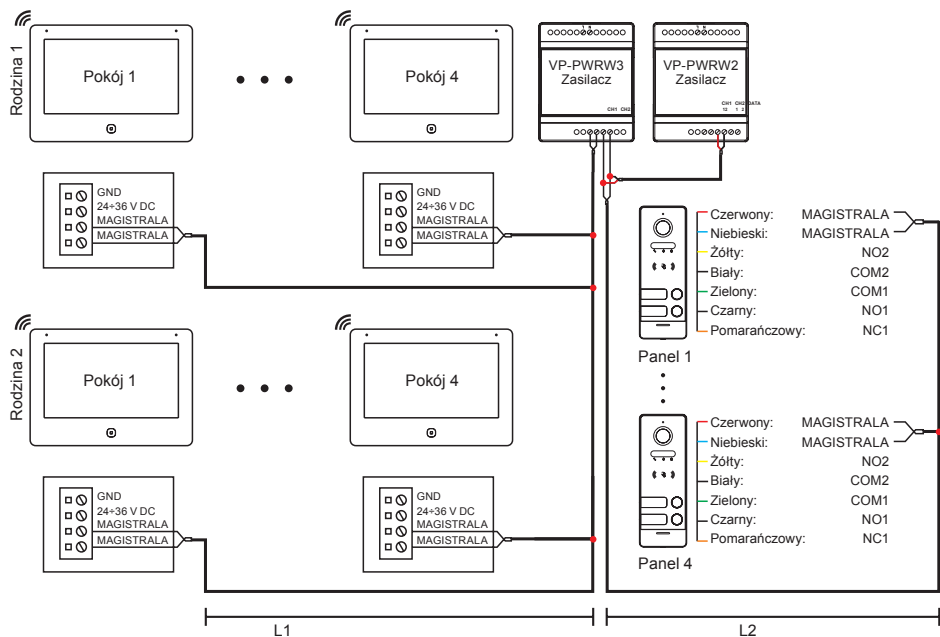 Rodzina 1
Pokój 1
Pokój 4
VP-PWRW3
Zasilacz
CH1 CH2
VP-PWRW2
Zasilacz
CH1 CH2 DATA
12 1 2
GND
24÷36 V DC
MAGISTRALA
MAGISTRALA
GND
24÷36 V DC
MAGISTRALA
MAGISTRALA
Czerwony: MAGISTRALA
Niebieski: MAGISTRALA
Żółty: NO2
Biały: COM2
Zielony: COM1
Czarny: NO1
Pomarańczowy: NC1
Panel 1
Rodzina 2
Pokój 1
Pokój 4
GND
24÷36 V DC
MAGISTRALA
MAGISTRALA
GND
24÷36 V DC
MAGISTRALA
MAGISTRALA
Czerwony: MAGISTRALA
Niebieski: MAGISTRALA
Żółty: NO2
Biały: COM2
Zielony: COM1
Czarny: NO1
Pomarańczowy: NC1
Panel 4
L1
L2